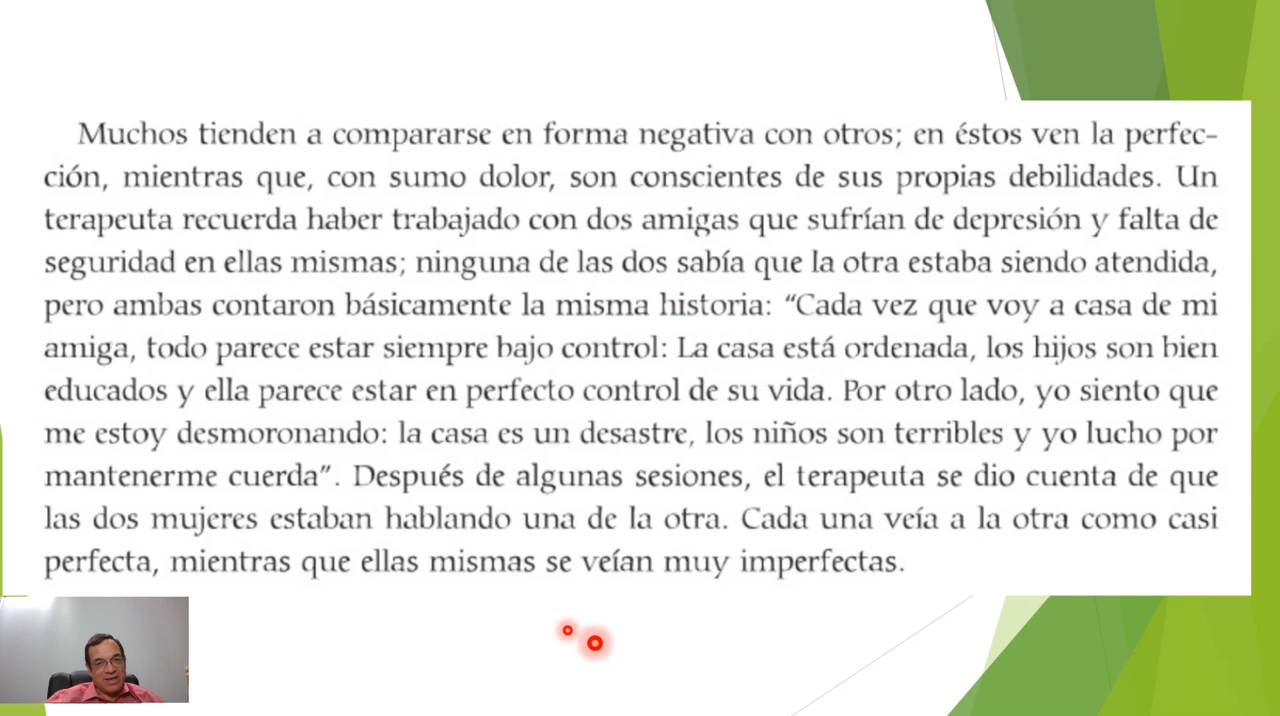 Muchos tienden a compararse en forma negativa con otros; en éstos ven la perfec-
ción, mientras que, con sumo dolor, son conscientes de sus propias debilidades. Un
terapeuta recuerda haber trabajado con dos amigas que sufrían de depresión y falta de
seguridad en ellas mismas; ninguna de las dos sabía que la otra estaba siendo atendida,
pero ambas contaron básicamente la misma historia: “Cada vez que voy a casa de mi
amiga, todo parece estar siempre bajo control: La casa está ordenada, los hijos son bien
educados y ella parece estar en perfecto control de su vida. Por otro lado, yo siento que
me estoy desmoronando: la casa es un desastre, los niños son terribles y yo lucho por
mantenerme cuerda”. Después de algunas sesiones, el terapeuta se dio cuenta de que
las dos mujeres estaban hablando una de la otra. Cada una veía a la otra como casi
perfecta, mientras que ellas mismas se veían muy imperfectas.